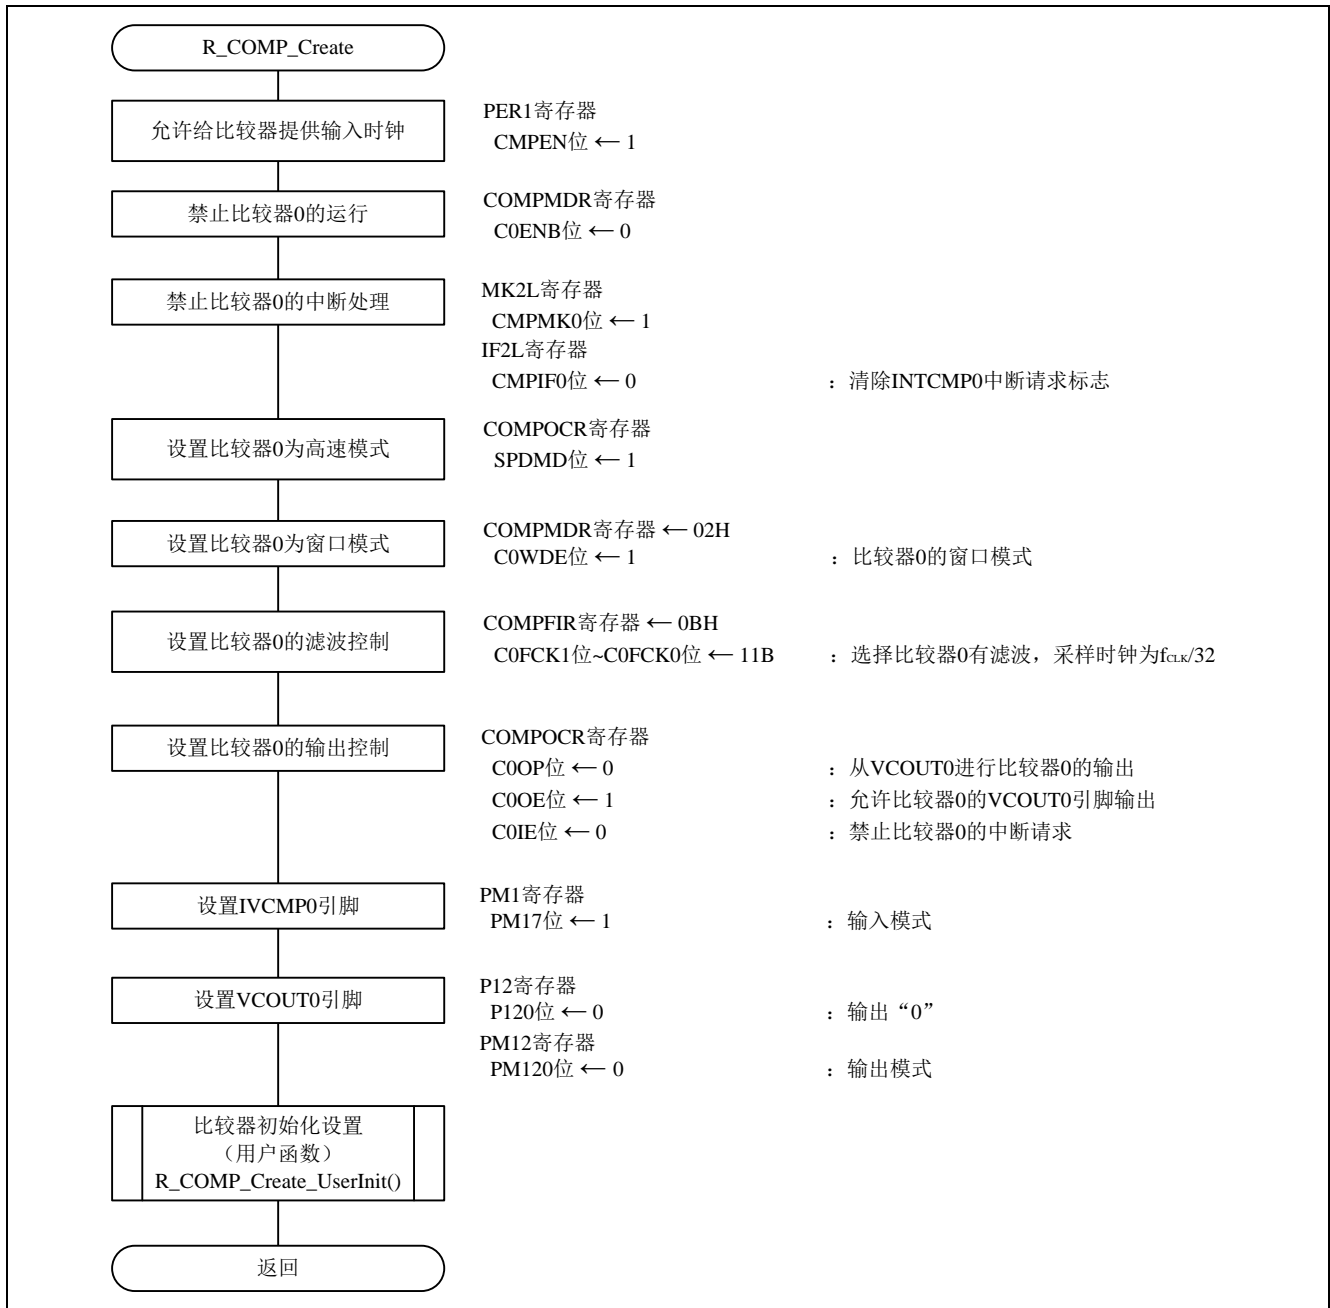 R_COMP_Create
允许给比较器提供输入时钟
PER1寄存器
CMPEN位 ← 1
禁止比较器0的运行
COMPMDR寄存器
C0ENB位 ← 0
禁止比较器0的中断处理
MK2L寄存器
CMPMK0位 ← 1
IF2L寄存器
CMPIF0位 ← 0 ：清除INTCMP0中断请求标志
设置比较器0为高速模式
COMPOCR寄存器
SPDMD位 ← 1
设置比较器0为窗口模式
COMPMDR寄存器 ← 02H
C0WDE位 ← 1 ：比较器0的窗口模式
设置比较器0的滤波控制
COMPFIR寄存器 ← 0BH
C0FCK1位~C0FCK0位 ← 11B ：选择比较器0有滤波，采样时钟为fCLK/32
设置比较器0的输出控制
COMPOCR寄存器
C0OP位 ← 0 ：从VCOUT0进行比较器0的输出
C0OE位 ← 1 ：允许比较器0的VCOUT0引脚输出
C0IE位 ← 0 ：禁止比较器0的中断请求
设置IVCMP0引脚
PM1寄存器
PM17位 ← 1 ：输入模式
设置VCOUT0引脚
P12寄存器
P120位 ← 0 ：输出“0”
PM12寄存器
PM120位 ← 0 ：输出模式
比较器初始化设置
（用户函数）
R_COMP_Create_UserInit()
返回